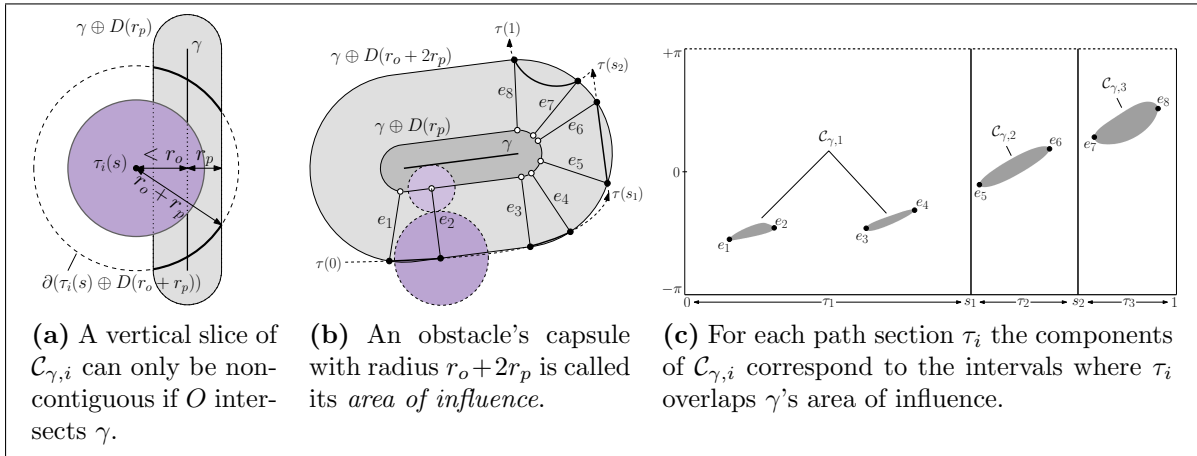 γ ⊕ D(r_p)
γ
τ_i(s)
< r_o
r_p
r_o + r_p
∂(τ_i(s) ⊕ D(r_o + r_p))
(a) A vertical slice of
𝒞_{γ,i} can only be non-
contiguous if O inter-
sects γ.
τ(1)
γ ⊕ D(r_o + 2r_p)
τ(s_2)
e_8
e_7
e_6
γ ⊕ D(r_p)
γ
e_5
e_4
e_3
e_1
e_2
τ(s_1)
τ(0)
(b) An obstacle's capsule
with radius r_o + 2r_p is called
its area of influence.
+π
0
−π
𝒞_{γ,1}
𝒞_{γ,2}
𝒞_{γ,3}
e_1
e_2
e_3
e_4
e_5
e_6
e_7
e_8
0
τ_1
s_1
τ_2
s_2
τ_3
1
(c) For each path section τ_i the components
of 𝒞_{γ,i} correspond to the intervals where τ_i
overlaps γ's area of influence.